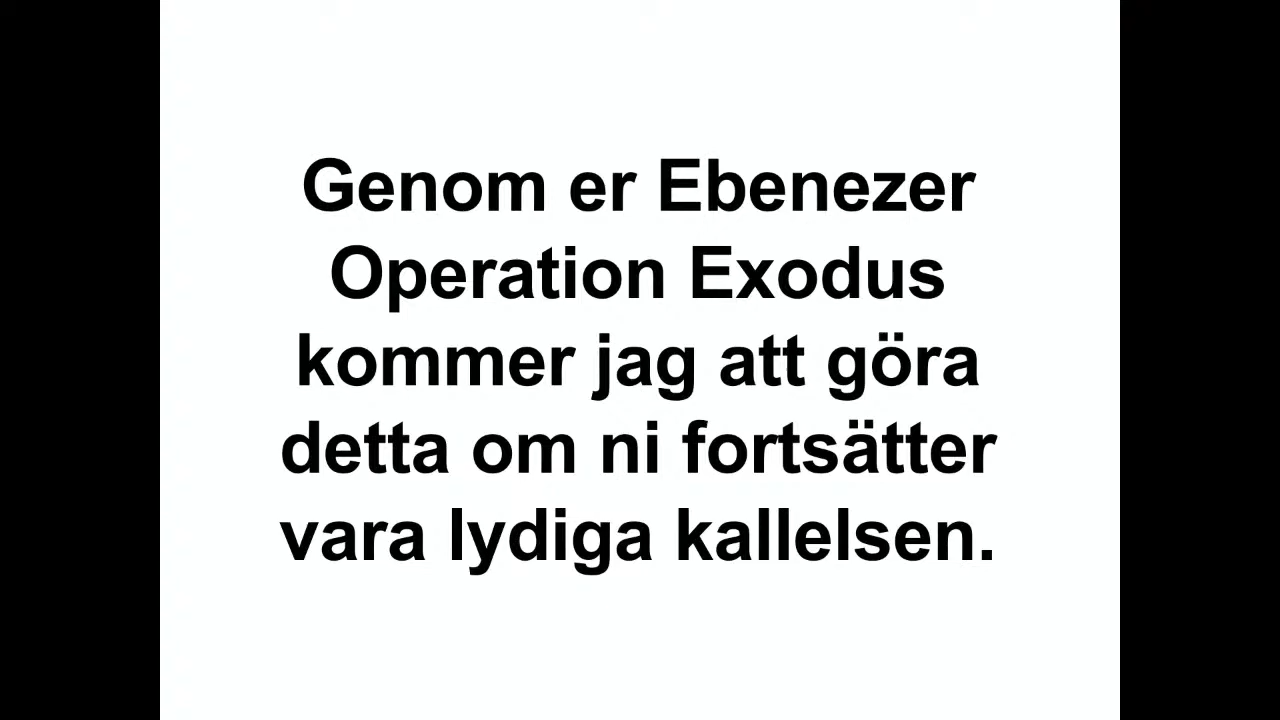 Genom er Ebenezer
Operation Exodus
kommer jag att göra
detta om ni fortsätter
vara lydiga kallelsen.